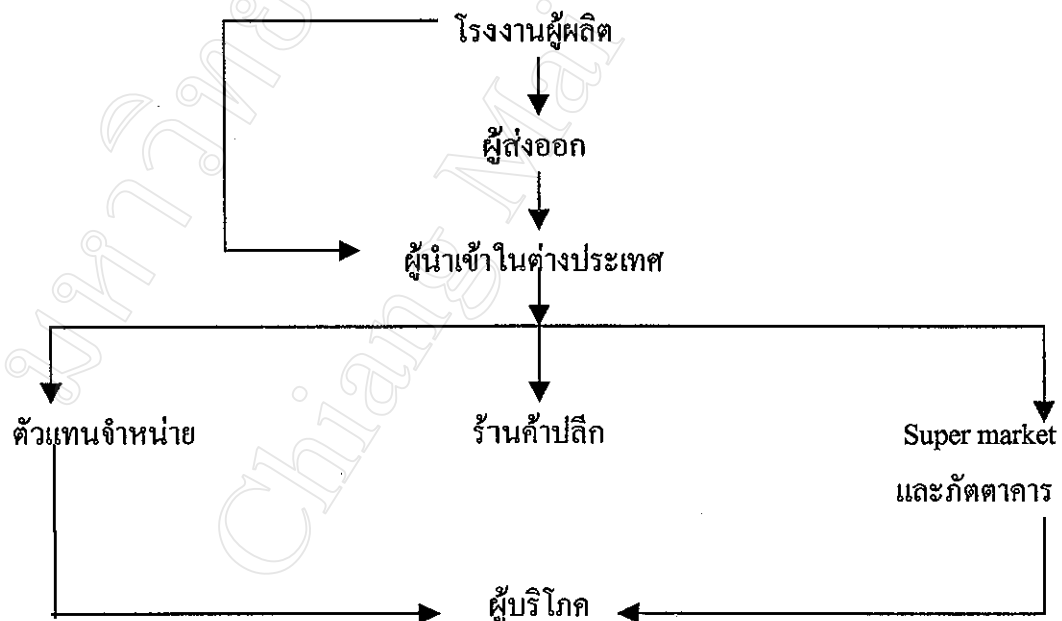 โรงงานผู้ผลิต
ผู้ส่งออก
ผู้นำเข้าในต่างประเทศ
ตัวแทนจำหน่าย
ร้านค้าปลีก
Super market
และภัตตาคาร
ผู้บริโภค
Chiang Mai